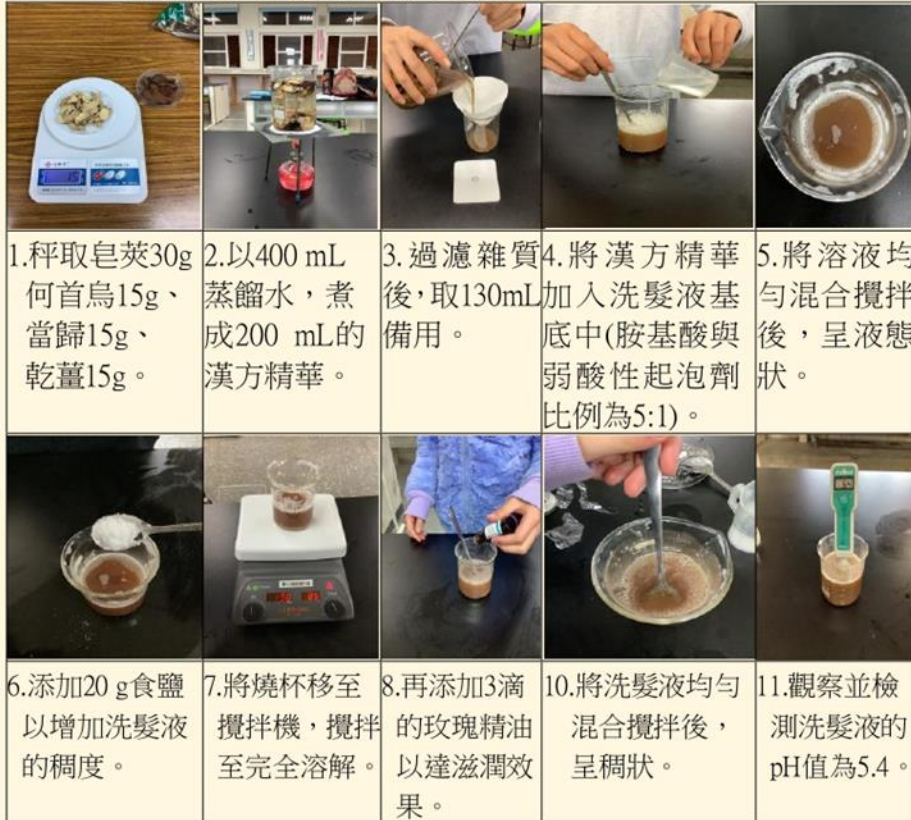 1.秤取皂莢30g
何首烏15g、
當歸15g、
乾薑15g。
2.以400 mL
蒸餾水，煮
成200 mL的
漢方精華。
3.過濾雜質
後，取130mL
備用。
4.將漢方精華
加入洗髮液基
底中(胺基酸與
弱酸性起泡劑
比例為5:1)。
5.將溶液均
勻混合攪拌
後，呈液態
狀。
6.添加20 g食鹽
以增加洗髮液
的稠度。
7.將燒杯移至
攪拌機，攪拌
至完全溶解。
8.再添加3滴
的玫瑰精油
以達滋潤效
果。
10.將洗髮液均勻
混合攪拌後，
呈稠狀。
11.觀察並檢
測洗髮液的
pH值為5.4。